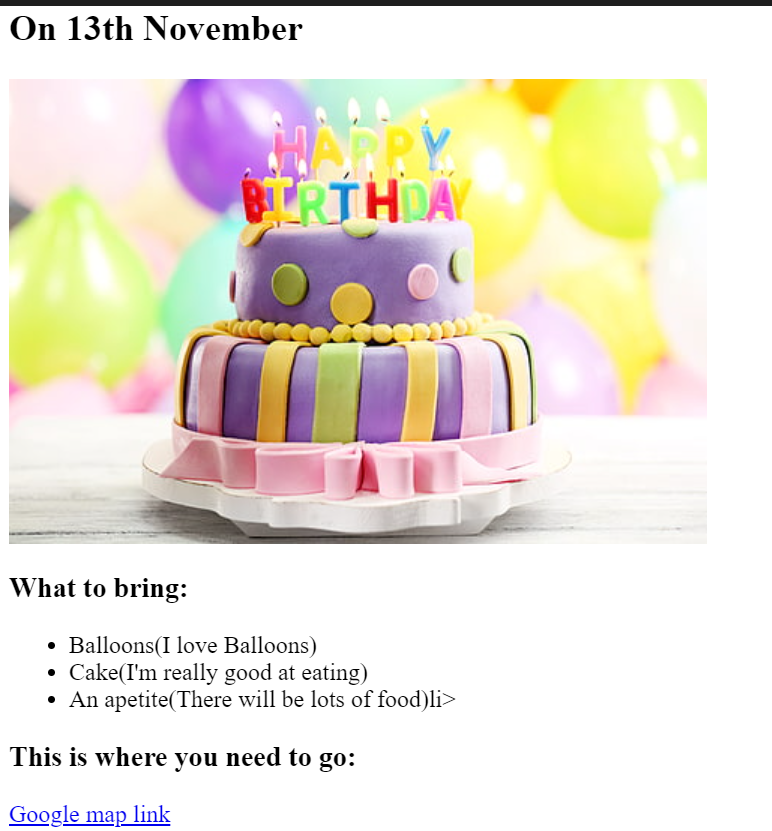 On 13th November
HAPPY
BIRTHDAY
What to bring:
Balloons(I love Balloons)
Cake(I'm really good at eating)
An apetite(There will be lots of food)li>
This is where you need to go:
Google map link